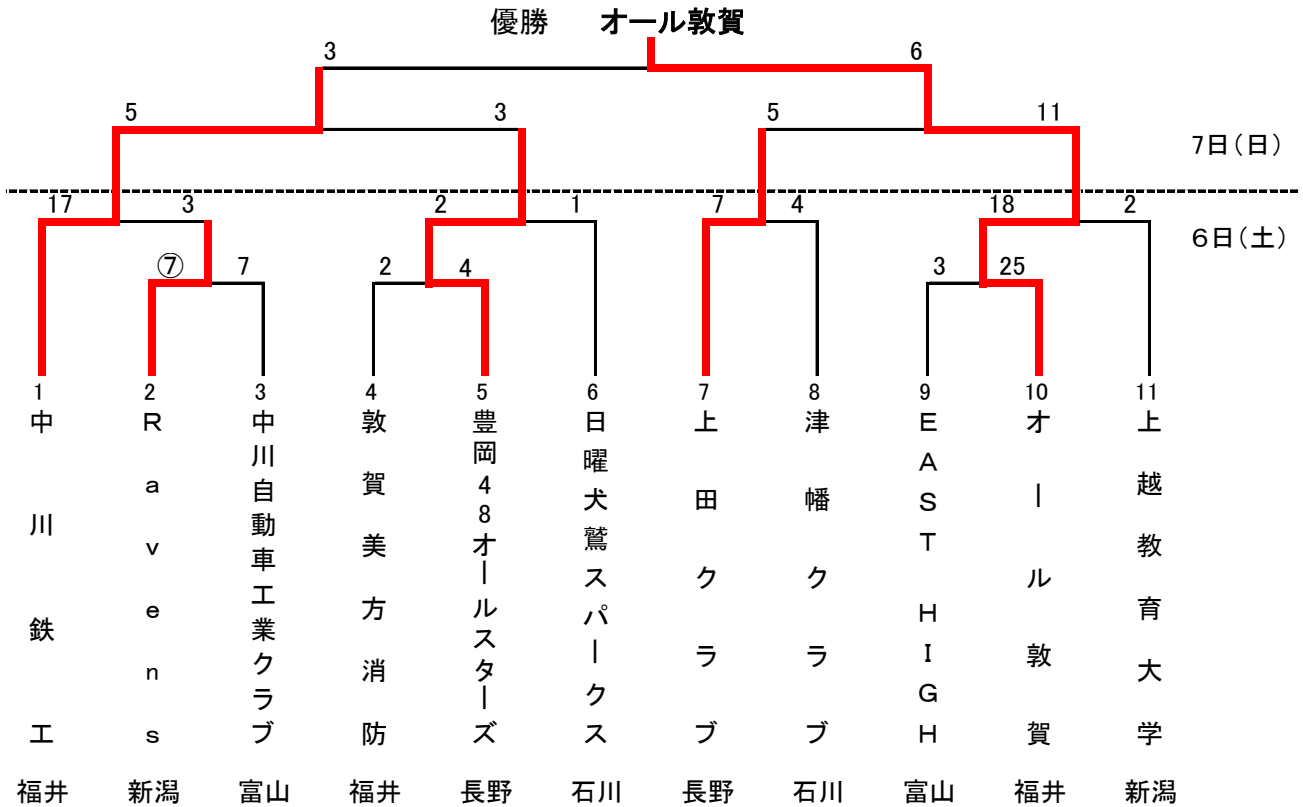 優勝 オール敦賀
3 6
5 3 5 11
7日(日)
17 3 2 1 7 4 18 2
6日(土)
⑦ 7 2 4 3 25
1 2 3 4 5 6 7 8 9 10 11
中川鉄工
Ravens
中川自動車工業クラブ
敦賀美方消防
豊岡48オールスターズ
日曜犬鷲スパークス
上田クラブ
津幡クラブ
EAST HIGH
オール敦賀
上越教育大学
福井 新潟 富山 福井 長野 石川 長野 石川 富山 福井 新潟